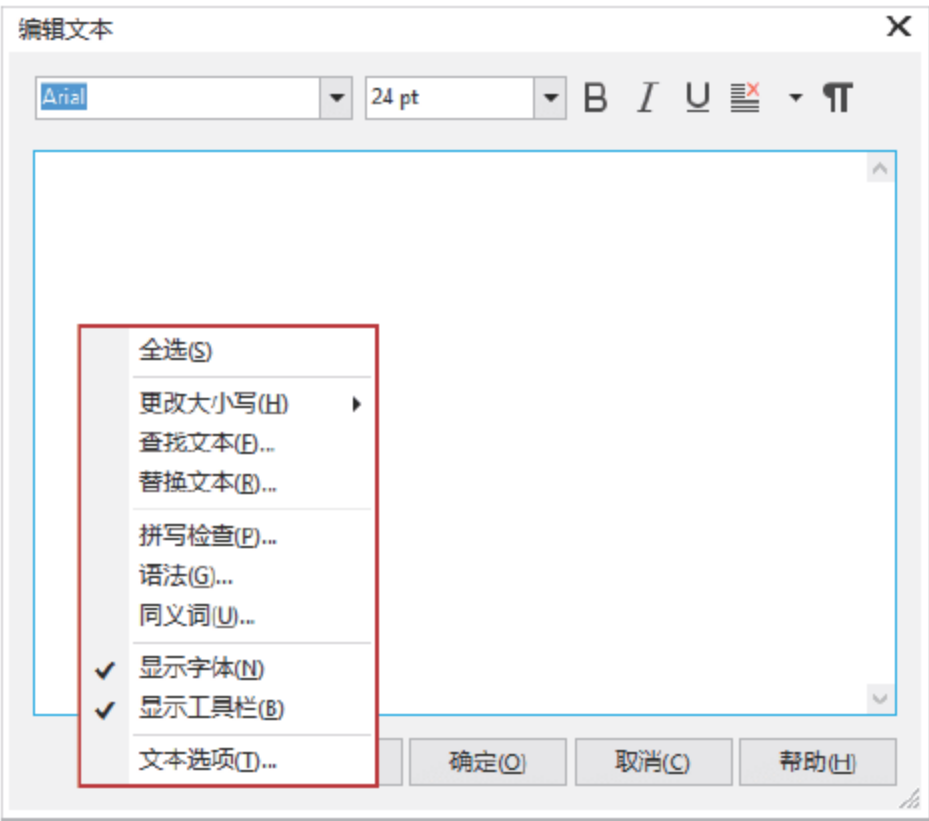 编辑文本
Arial 24 pt B I U
全选(S)
更改大小写(H)
查找文本(F)...
替换文本(R)...
拼写检查(P)...
语法(G)...
同义词(U)...
显示字体(N)
显示工具栏(B)
文本选项(T)...
确定(O) 取消(C) 帮助(H)